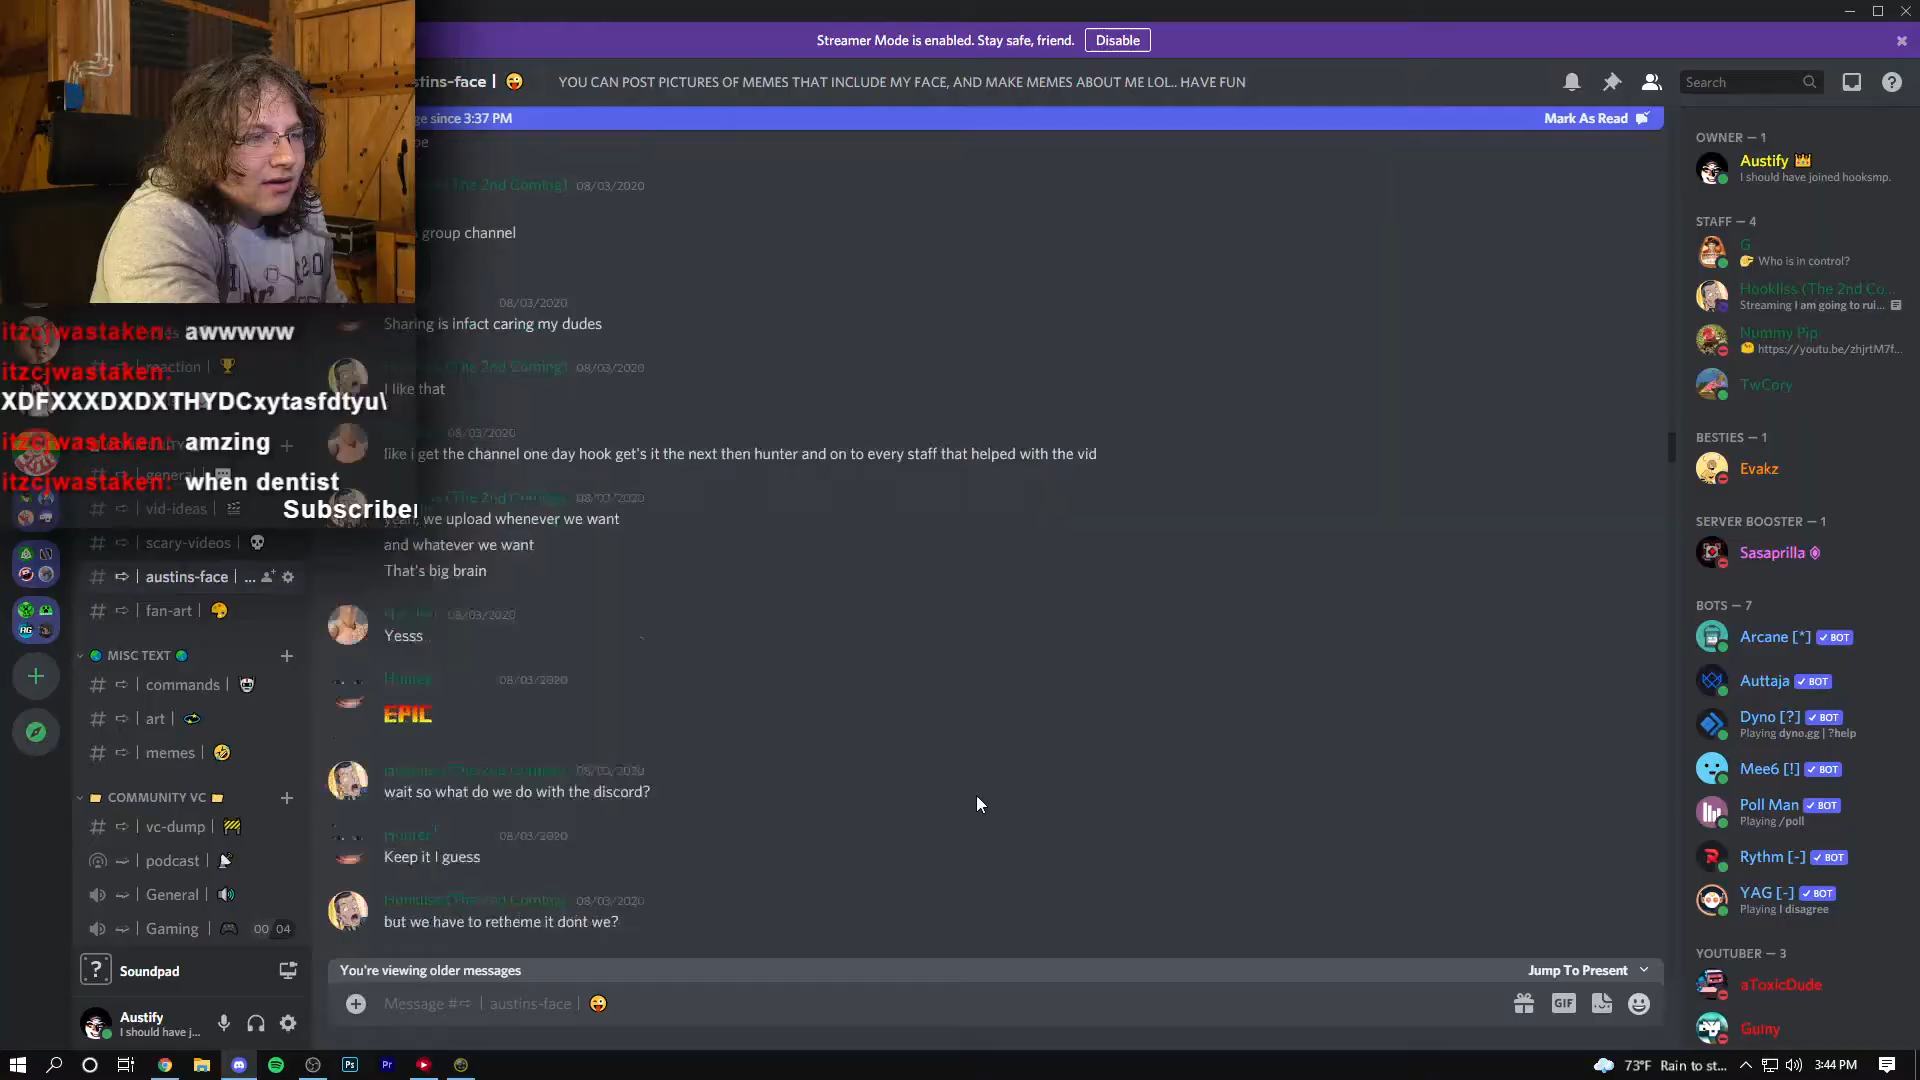 Streamer Mode is enabled. Stay safe, friend. Disable
tins-face | YOU CAN POST PICTURES OF MEMES THAT INCLUDE MY FACE, AND MAKE MEMES ABOUT ME LOL.. HAVE FUN
Search
ge since 3:37 PM Mark As Read
The 2nd Coming) 08/03/2020
group channel
08/03/2020
Sharing is infact caring my dudes
08/03/2020
I like that
08/03/2020
like i get the channel one day hook get's it the next then hunter and on to every staff that helped with the vid
yeah, we upload whenever we want
and whatever we want
That's big brain
08/03/2020
Yesss
Hunter 08/03/2020
EPIC
08/03/2020
wait so what do we do with the discord?
Hunter 08/03/2020
Keep it I guess
08/03/2020
but we have to retheme it dont we?
You're viewing older messages Jump To Present
Message # | austins-face |
GIF
itzcjwastaken: awwwww
itzcjwastaken:
XDFXXXDXDXTHYDCxytasfdtyu\
itzcjwastaken: amzing
itzcjwastaken: when dentist
Subscriber
reaction |
general |
vid-ideas |
scary-videos |
austins-face | ...
fan-art |
MISC TEXT
commands |
art |
memes |
COMMUNITY VC
vc-dump |
podcast |
General |
Gaming | 00 04
Soundpad
Austify
I should have j...
OWNER — 1
Austify
I should have joined hooksmp.
STAFF — 4
G
Who is in control?
Hookliss (The 2nd Co...
Streaming I am going to rui...
Nummy Pip
https://youtu.be/zhjrtM7f...
TwCory
BESTIES — 1
Evakz
SERVER BOOSTER — 1
Sasaprilla
BOTS — 7
Arcane [*] BOT
Auttaja BOT
Dyno [?] BOT
Playing dyno.gg | ?help
Mee6 [!] BOT
Poll Man BOT
Playing /poll
Rythm [-] BOT
YAG [-] BOT
Playing I disagree
YOUTUBER — 3
aToxicDude
Guiny
Ps
Pr
73°F Rain to st...
3:44 PM